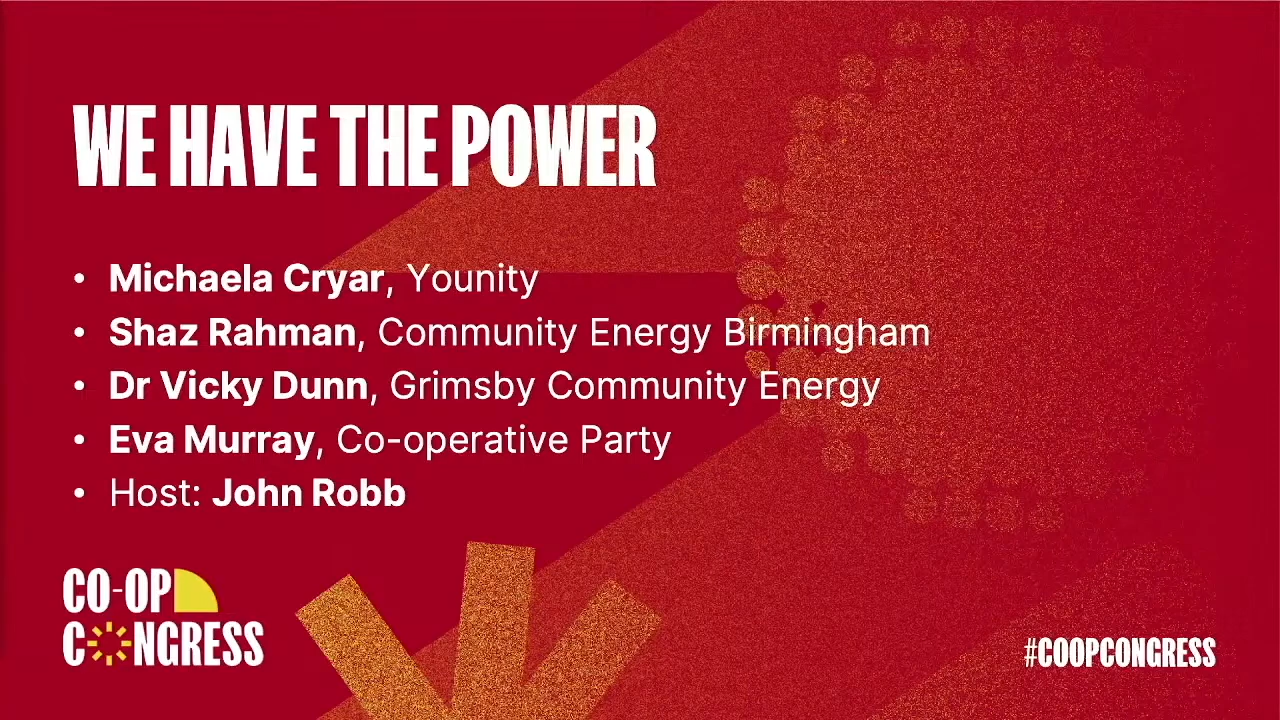 WE HAVE THE POWER
• Michaela Cryar, Younity
• Shaz Rahman, Community Energy Birmingham
• Dr Vicky Dunn, Grimsby Community Energy
• Eva Murray, Co-operative Party
• Host: John Robb
CO-OP
CONGRESS
#COOPCONGRESS